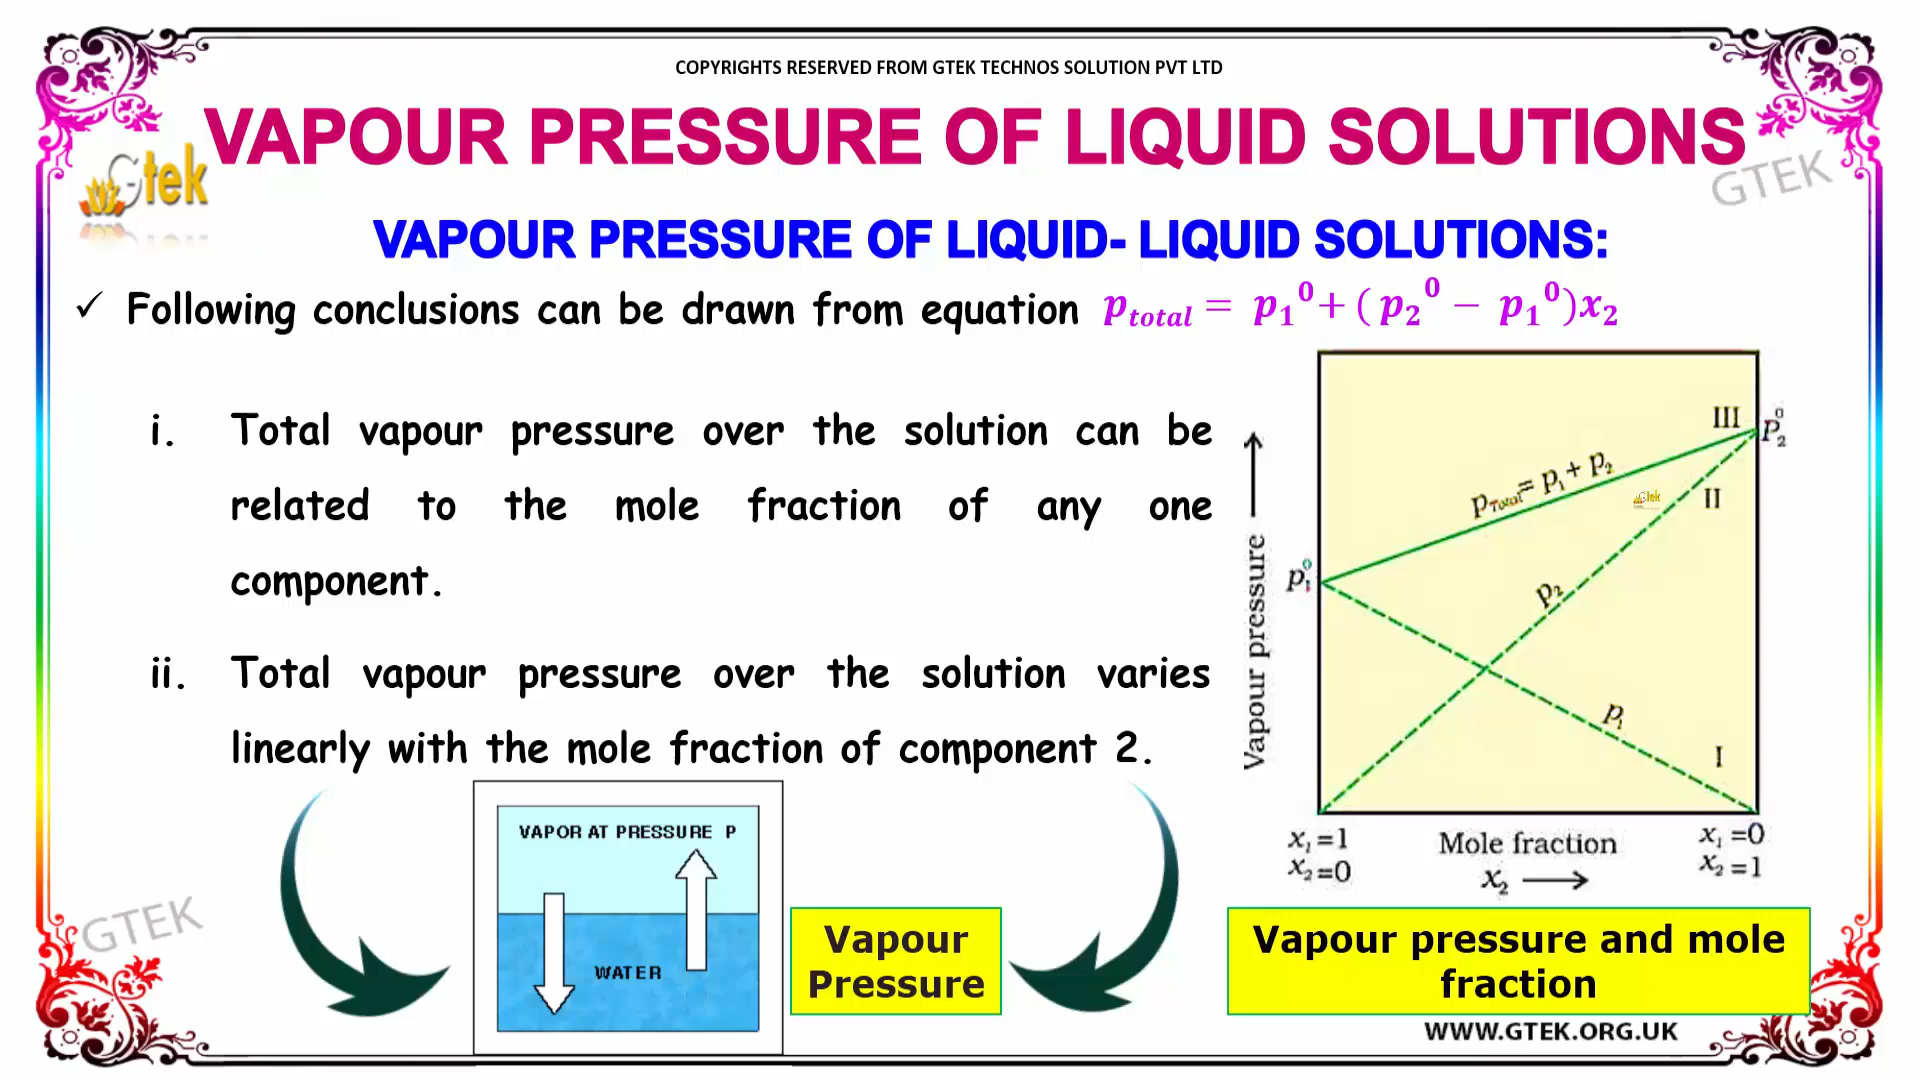 COPYRIGHTS RESERVED FROM GTEK TECHNOS SOLUTION PVT LTD
VAPOUR PRESSURE OF LIQUID SOLUTIONS
Gtek
GTEK
VAPOUR PRESSURE OF LIQUID- LIQUID SOLUTIONS:
✓ Following conclusions can be drawn from equation p_total = p₁⁰+ ( p₂⁰ − p₁⁰)x₂
i. Total vapour pressure over the solution can be
related to the mole fraction of any one
component.
ii. Total vapour pressure over the solution varies
linearly with the mole fraction of component 2.
VAPOR AT PRESSURE P
WATER
Vapour
Pressure
Vapour pressure
III
p₂⁰
p_Total = p₁ + p₂
Gtek
II
p₁⁰
p₂
p₁
I
x₁=1
x₂=0
Mole fraction
x₂
x₁=0
x₂=1
Vapour pressure and mole
fraction
GTEK
WWW.GTEK.ORG.UK